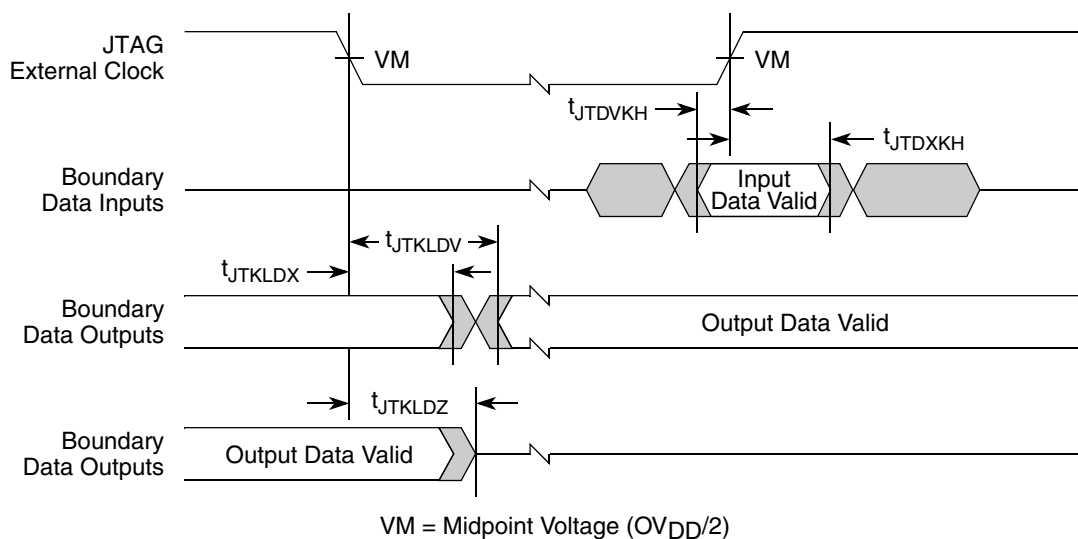 JTAG
External Clock
VM
VM
tJTDVKH
tJTDXKH
Boundary
Data Inputs
Input
Data Valid
tJTKLDV
tJTKLDX
Boundary
Data Outputs
Output Data Valid
tJTKLDZ
Boundary
Data Outputs
Output Data Valid
VM = Midpoint Voltage (OVDD/2)